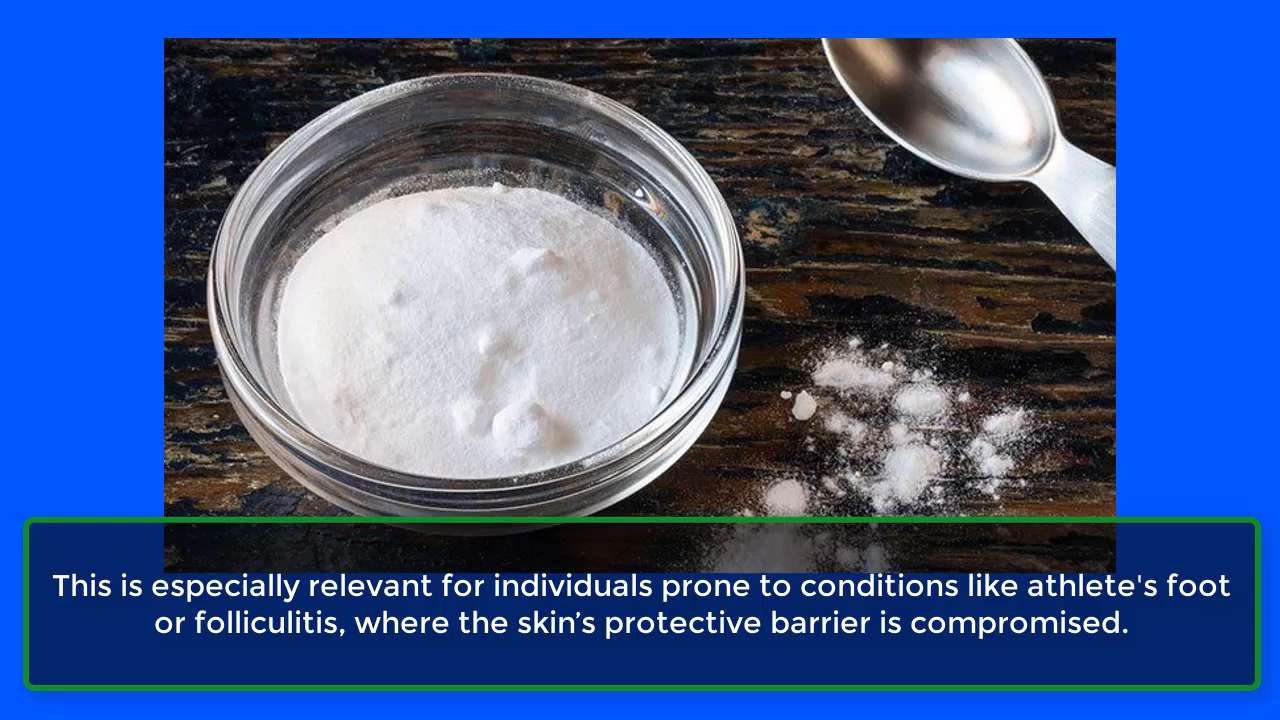 This is especially relevant for individuals prone to conditions like athlete's foot
or folliculitis, where the skin’s protective barrier is compromised.